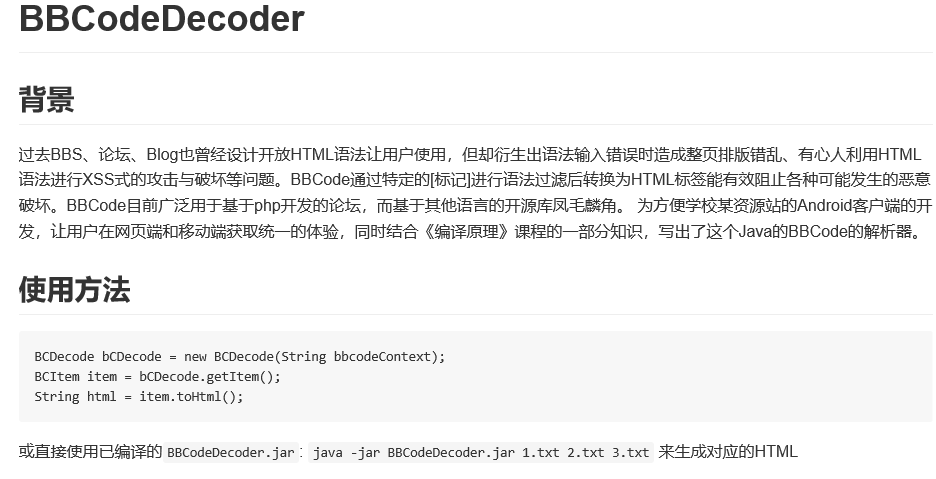 BBCodeDecoder
背景
过去BBS、论坛、Blog也曾经设计开放HTML语法让用户使用，但却衍生出语法输入错误时造成整页排版错乱、有心人利用HTML
语法进行XSS式的攻击与破坏等问题。BBCode通过特定的[标记]进行语法过滤后转换为HTML标签能有效阻止各种可能发生的恶意
破坏。BBCode目前广泛用于基于php开发的论坛，而基于其他语言的开源库凤毛麟角。 为方便学校某资源站的Android客户端的开
发，让用户在网页端和移动端获取统一的体验，同时结合《编译原理》课程的一部分知识，写出了这个Java的BBCode的解析器。
使用方法
BCDecode bCDecode = new BCDecode(String bbcodeContext);
BCItem item = bCDecode.getItem();
String html = item.toHtml();
或直接使用已编译的 BBCodeDecoder.jar: java -jar BBCodeDecoder.jar 1.txt 2.txt 3.txt 来生成对应的HTML